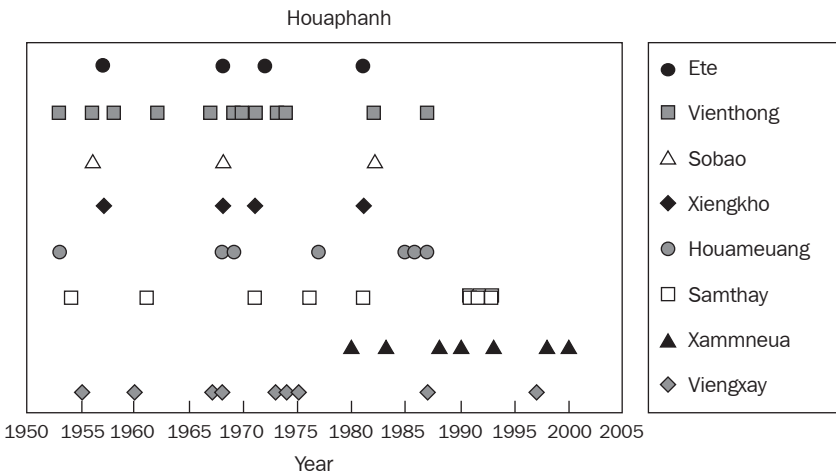 Houaphanh
Ete
Vienthong
Sobao
Xiengkho
Houameuang
Samthay
Xammneua
Viengxay
1950 1955 1960 1965 1970 1975 1980 1985 1990 1995 2000 2005
Year